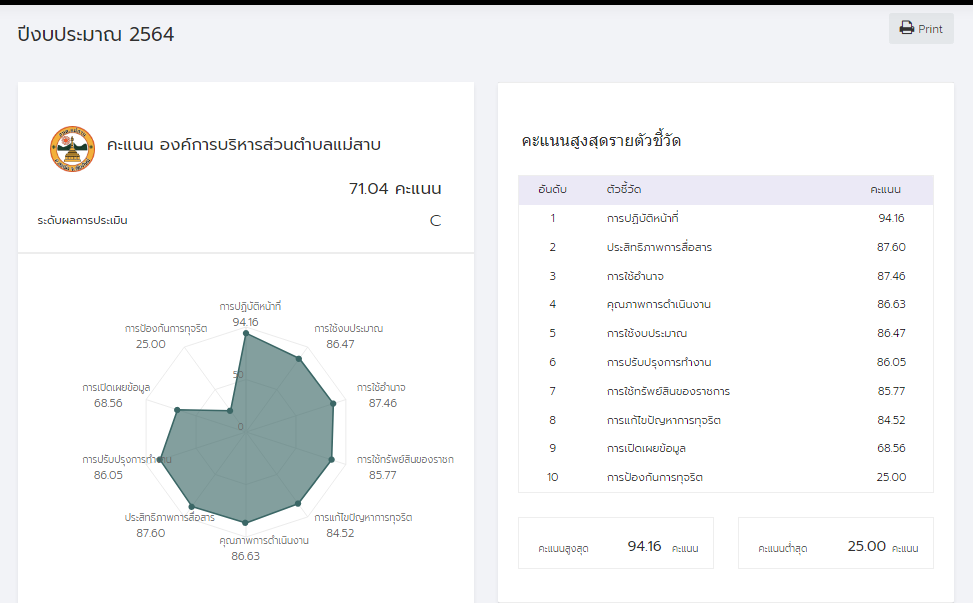 ปีงบประมาณ 2564
Print
คะแนน องค์การบริหารส่วนตำบลแม่สาบ
71.04 คะแนน
ระดับผลการประเมิน C
การปฏิบัติหน้าที่
94.16
การป้องกันการทุจริต
25.00
การใช้งบประมาณ
86.47
50
การเปิดเผยข้อมูล
68.56
การใช้อำนาจ
87.46
0
การปรับปรุงการทำงาน
86.05
การใช้ทรัพย์สินของราชก
85.77
ประสิทธิภาพการสื่อสาร
87.60
การแก้ไขปัญหาการทุจริต
84.52
คุณภาพการดำเนินงาน
86.63
คะแนนสูงสุดรายตัวชี้วัด
อันดับ ตัวชี้วัด คะแนน
1 การปฏิบัติหน้าที่ 94.16
2 ประสิทธิภาพการสื่อสาร 87.60
3 การใช้อำนาจ 87.46
4 คุณภาพการดำเนินงาน 86.63
5 การใช้งบประมาณ 86.47
6 การปรับปรุงการทำงาน 86.05
7 การใช้ทรัพย์สินของราชการ 85.77
8 การแก้ไขปัญหาการทุจริต 84.52
9 การเปิดเผยข้อมูล 68.56
10 การป้องกันการทุจริต 25.00
คะแนนสูงสุด 94.16 คะแนน
คะแนนต่ำสุด 25.00 คะแนน